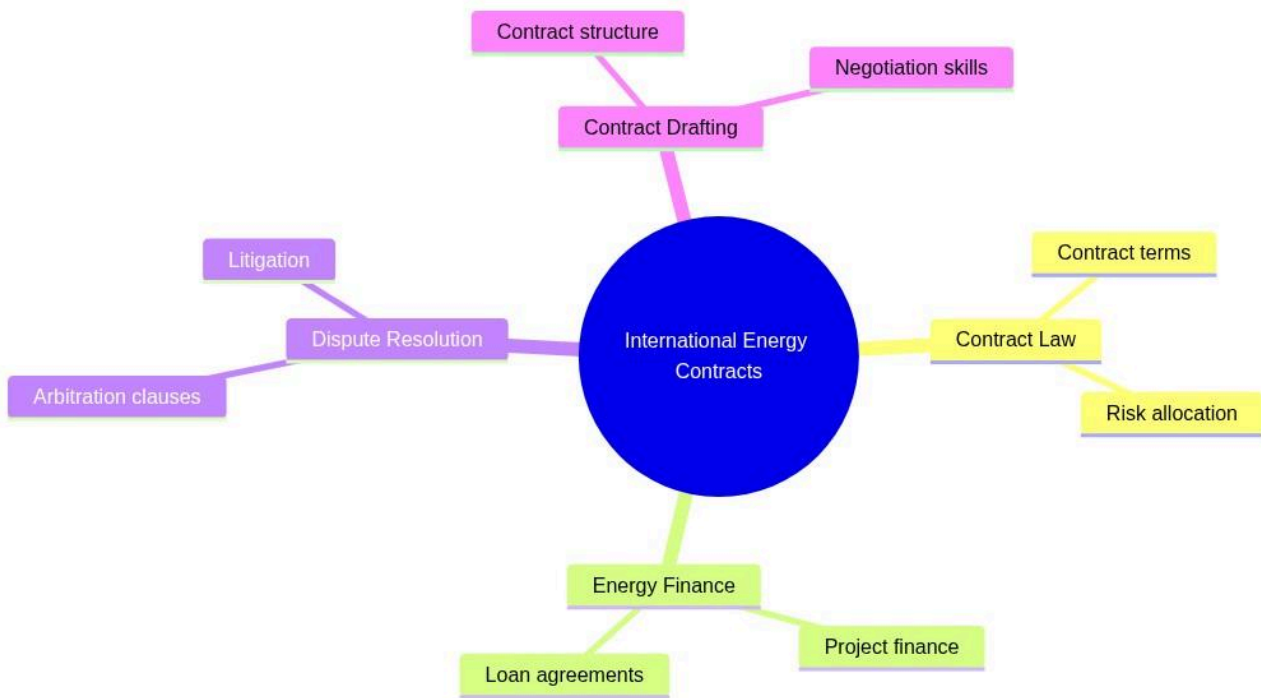 Contract structure
Negotiation skills
Contract Drafting
Litigation
Contract terms
Dispute Resolution
International Energy
Contracts
Contract Law
Arbitration clauses
Risk allocation
Energy Finance
Project finance
Loan agreements